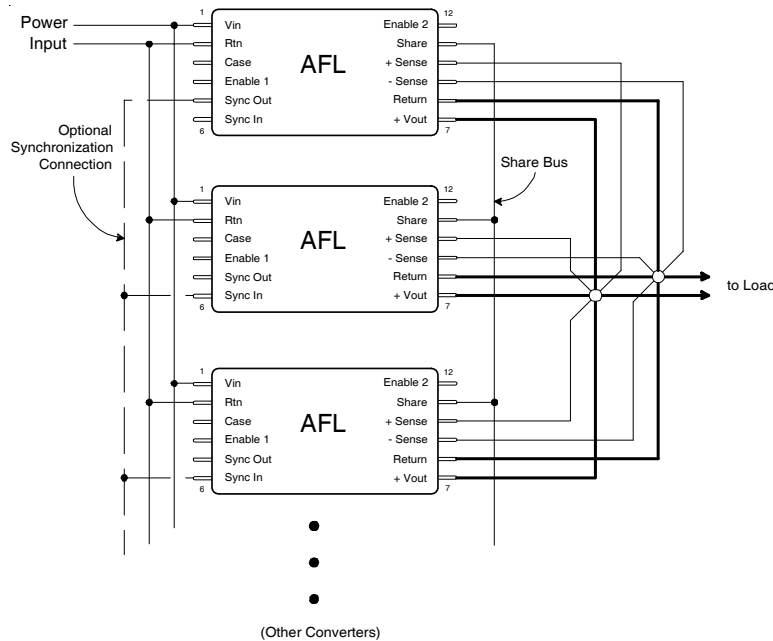 Power
Input
1
Vin
Rtn
Case
Enable 1
Sync Out
Sync In
6
AFL
12
Enable 2
Share
+ Sense
- Sense
Return
+ Vout
7
Optional
Synchronization
Connection
Share Bus
1
Vin
Rtn
Case
Enable 1
Sync Out
Sync In
6
AFL
12
Enable 2
Share
+ Sense
- Sense
Return
+ Vout
7
to Load
1
Vin
Rtn
Case
Enable 1
Sync Out
Sync In
6
AFL
12
Enable 2
Share
+ Sense
- Sense
Return
+ Vout
7
(Other Converters)